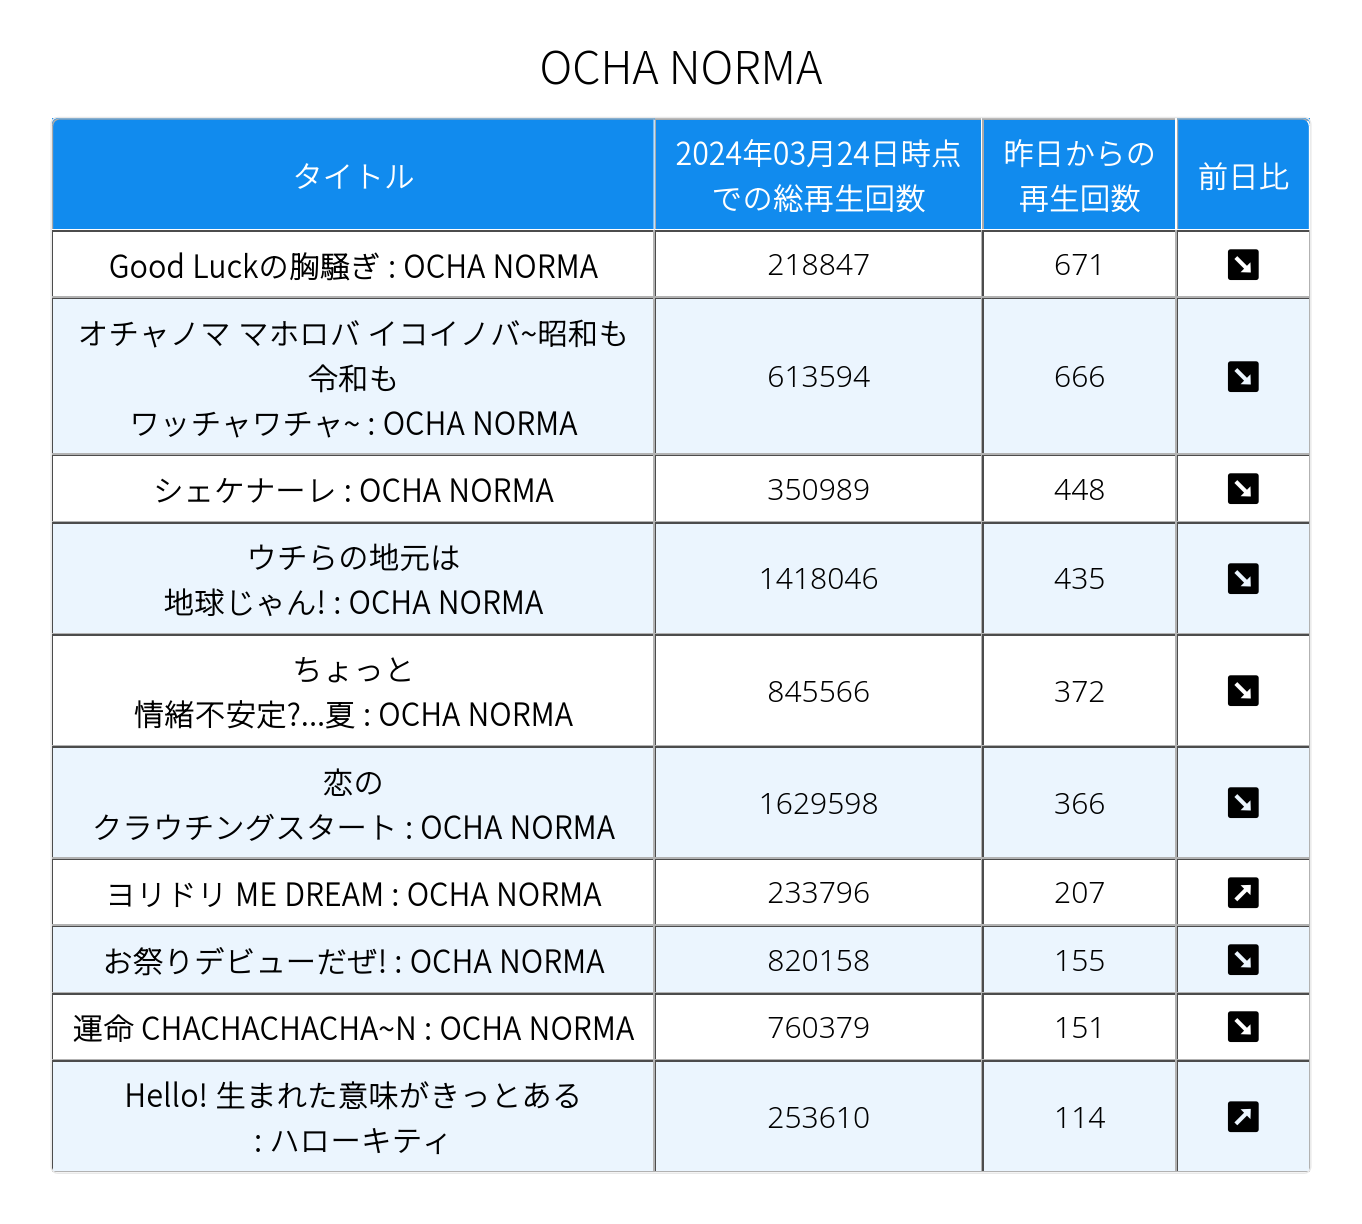 OCHA NORMA
タイトル
2024年03月24日時点
での総再生回数
昨日からの
再生回数
前日比
Good Luckの胸騒ぎ : OCHA NORMA
218847
671
オチャノマ マホロバ イコイノバ~昭和も
令和も
ワッチャワチャ~ : OCHA NORMA
613594
666
シェケナーレ : OCHA NORMA
350989
448
ウチらの地元は
地球じゃん! : OCHA NORMA
1418046
435
ちょっと
情緒不安定?...夏 : OCHA NORMA
845566
372
恋の
クラウチングスタート : OCHA NORMA
1629598
366
ヨリドリ ME DREAM : OCHA NORMA
233796
207
お祭りデビューだぜ! : OCHA NORMA
820158
155
運命 CHACHACHACHA~N : OCHA NORMA
760379
151
Hello! 生まれた意味がきっとある
: ハローキティ
253610
114